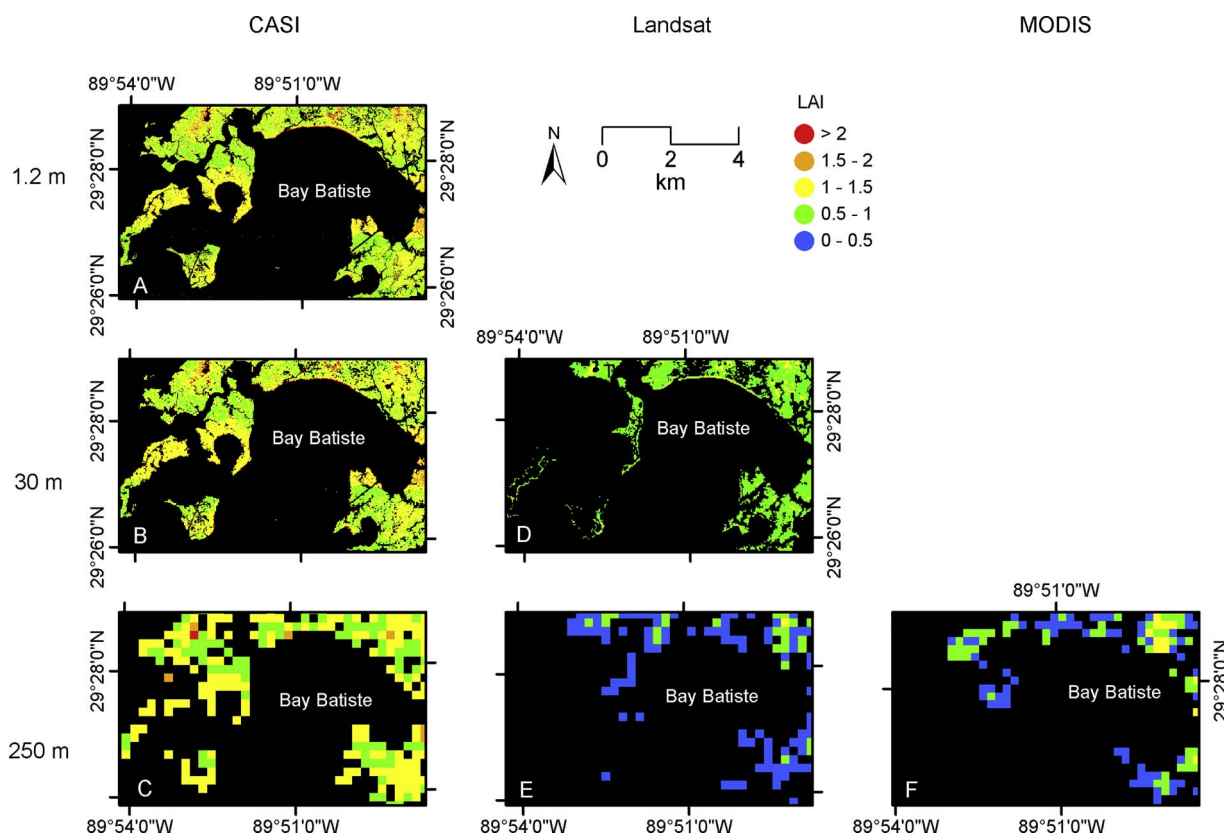 CASI
Landsat
MODIS
89°54'0"W
89°51'0"W
1.2 m
29°28'0"N
29°26'0"N
Bay Batiste
A
29°28'0"N
29°26'0"N
N
0 2 4
km
LAI
> 2
1.5 - 2
1 - 1.5
0.5 - 1
0 - 0.5
30 m
29°28'0"N
29°26'0"N
Bay Batiste
B
89°54'0"W
89°51'0"W
Bay Batiste
D
29°28'0"N
29°26'0"N
250 m
29°28'0"N
Bay Batiste
C
89°54'0"W
89°51'0"W
Bay Batiste
E
89°54'0"W
89°51'0"W
89°51'0"W
Bay Batiste
F
29°28'0"N
89°54'0"W
89°51'0"W